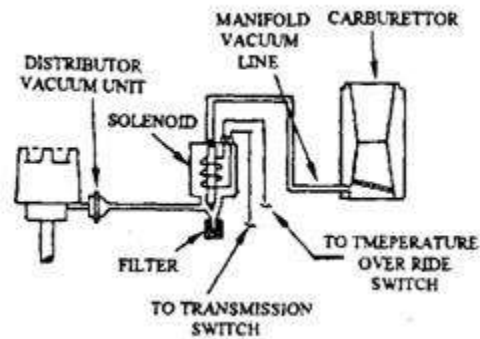 MANIFOLD
VACUUM
LINE
CARBURETTOR
DISTRIBUTOR
VACUUM UNIT
SOLENOID
FILTER
TO TRANSMISSION
SWITCH
TO TMEPERATURE
OVER RIDE
SWITCH